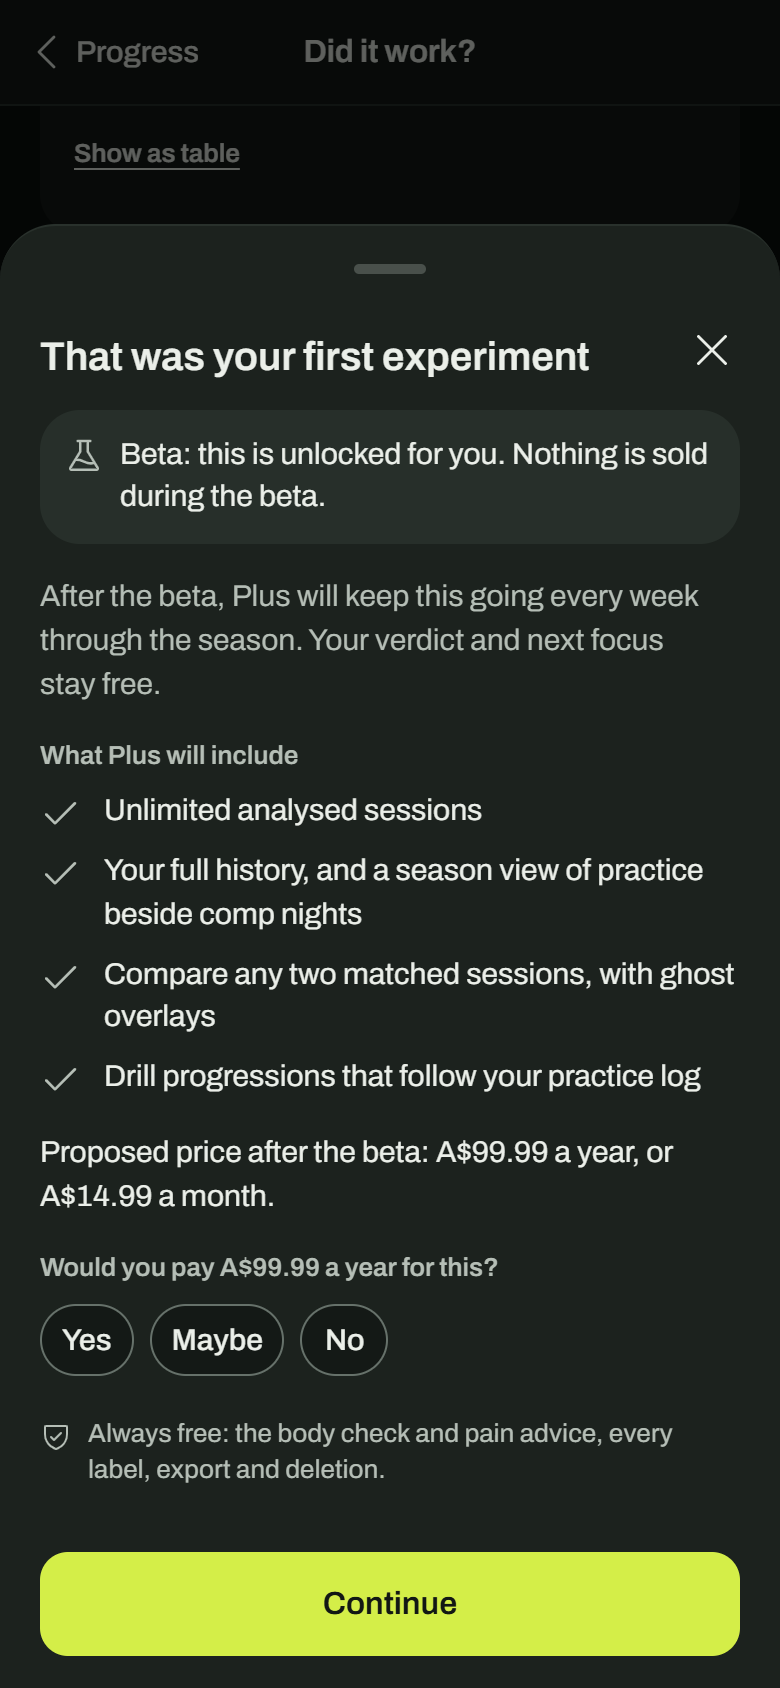 Progress
Did it work?
Show as table
That was your first experiment
Beta: this is unlocked for you. Nothing is sold
during the beta.
After the beta, Plus will keep this going every week
through the season. Your verdict and next focus
stay free.
What Plus will include
Unlimited analysed sessions
Your full history, and a season view of practice
beside comp nights
Compare any two matched sessions, with ghost
overlays
Drill progressions that follow your practice log
Proposed price after the beta: A$99.99 a year, or
A$14.99 a month.
Would you pay A$99.99 a year for this?
Yes
Maybe
No
Always free: the body check and pain advice, every
label, export and deletion.
Continue